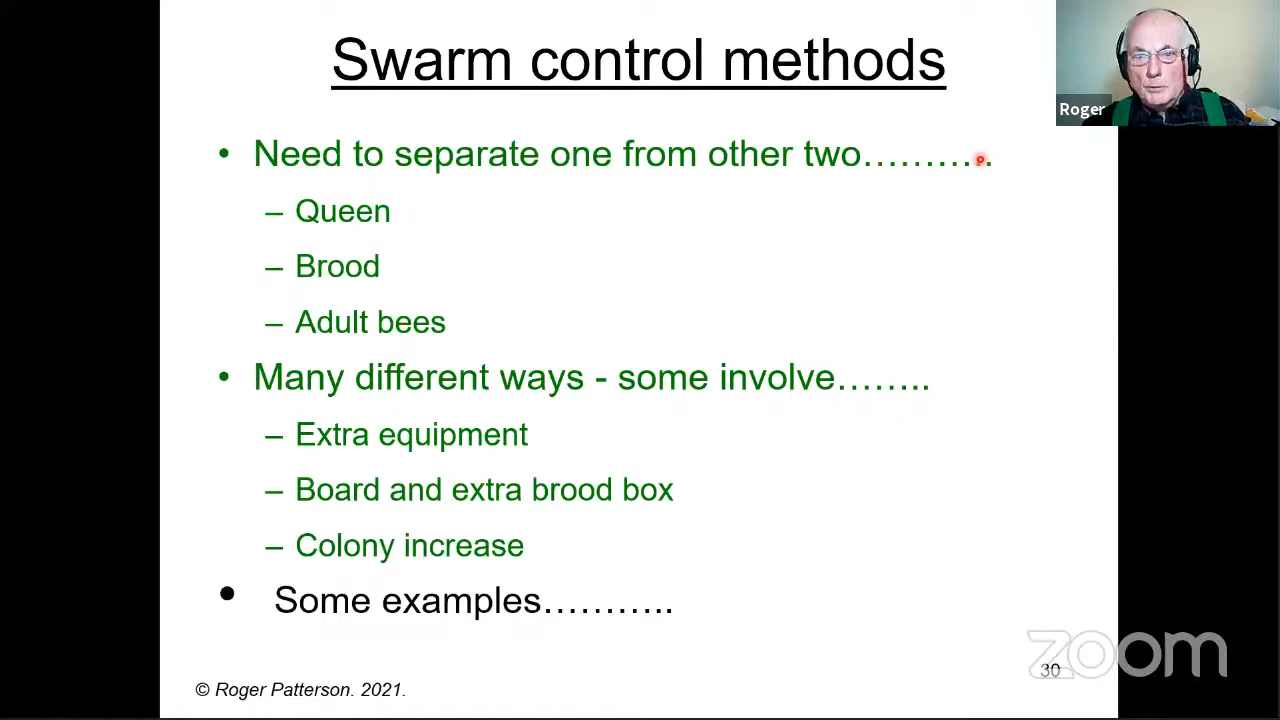 Swarm control methods
Roger
• Need to separate one from other two………..
– Queen
– Brood
– Adult bees
• Many different ways - some involve……..
– Extra equipment
– Board and extra brood box
– Colony increase
• Some examples………..
zoom
30
© Roger Patterson. 2021.